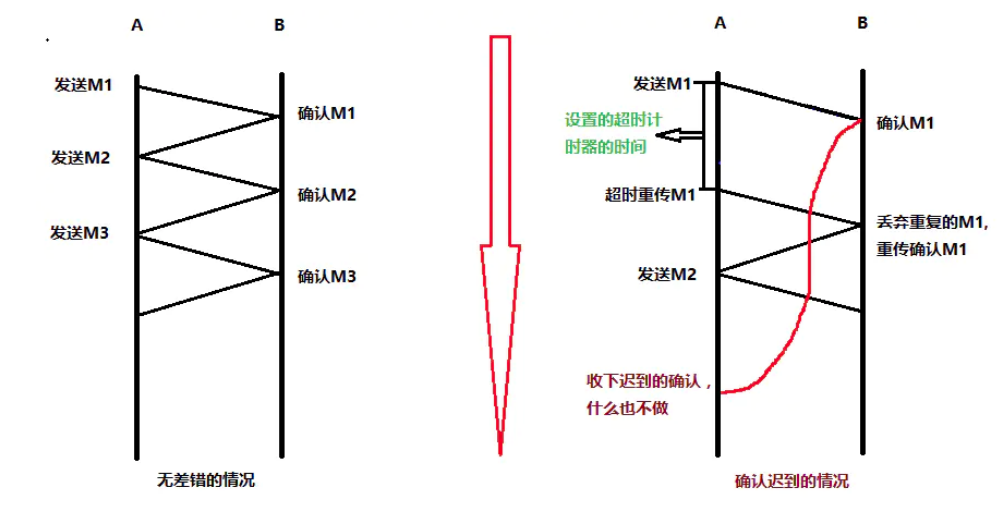 A
B
发送M1
确认M1
发送M2
确认M2
发送M3
确认M3
无差错的情况
A
B
发送M1
设置的超时计
时器的时间
确认M1
超时重传M1
丢弃重复的M1,
重传确认M1
发送M2
收下迟到的确认，
什么也不做
确认迟到的情况